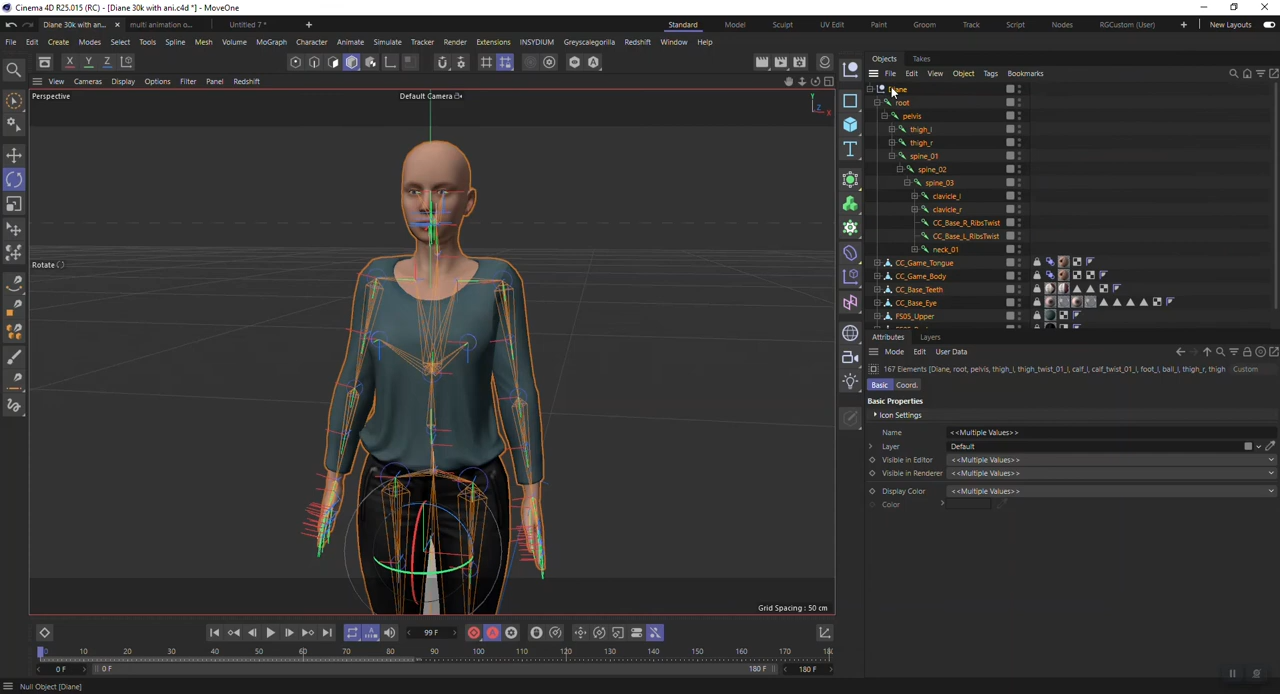 Cinema 4D R25.015 (RC) - [Diane 30k with ani.c4d *] - MoveOne
Diane 30k with an...
multi animation o...
Untitled 7 *
Standard
Model
Sculpt
UV Edit
Paint
Groom
Track
Script
Nodes
RGCustom (User)
New Layouts
File Edit Create Modes Select Tools Spline Mesh Volume MoGraph Character Animate Simulate Tracker Render Extensions INSYDIUM Greyscalegorilla Redshift Window Help
X Y Z
Objects Takes
View Cameras Display Options Filter Panel Redshift
File Edit View Object Tags Bookmarks
Perspective
Default Camera
Y
Z
X
root
pelvis
thigh_l
thigh_r
spine_01
spine_02
spine_03
clavicle_l
clavicle_r
CC_Base_R_RibsTwist
CC_Base_L_RibsTwist
neck_01
CC_Game_Tongue
CC_Game_Body
CC_Base_Teeth
CC_Base_Eye
FS05_Upper
Rotate
Attributes Layers
Mode Edit User Data
167 Elements [Diane, root, pelvis, thigh_l, thigh_twist_01_l, calf_l, calf_twist_01_l, foot_l, ball_l, thigh_r, thigh
Custom
Basic Coord.
Basic Properties
Icon Settings
Name <<Multiple Values>>
Layer Default
Visible in Editor <<Multiple Values>>
Visible in Renderer <<Multiple Values>>
Display Color <<Multiple Values>>
Color
Grid Spacing : 50 cm
99 F
0 10 20 30 40 50 60 70 80 90 100 110 120 130 140 150 160 170
0 F
0 F
180 F
180 F
Null Object [Diane]